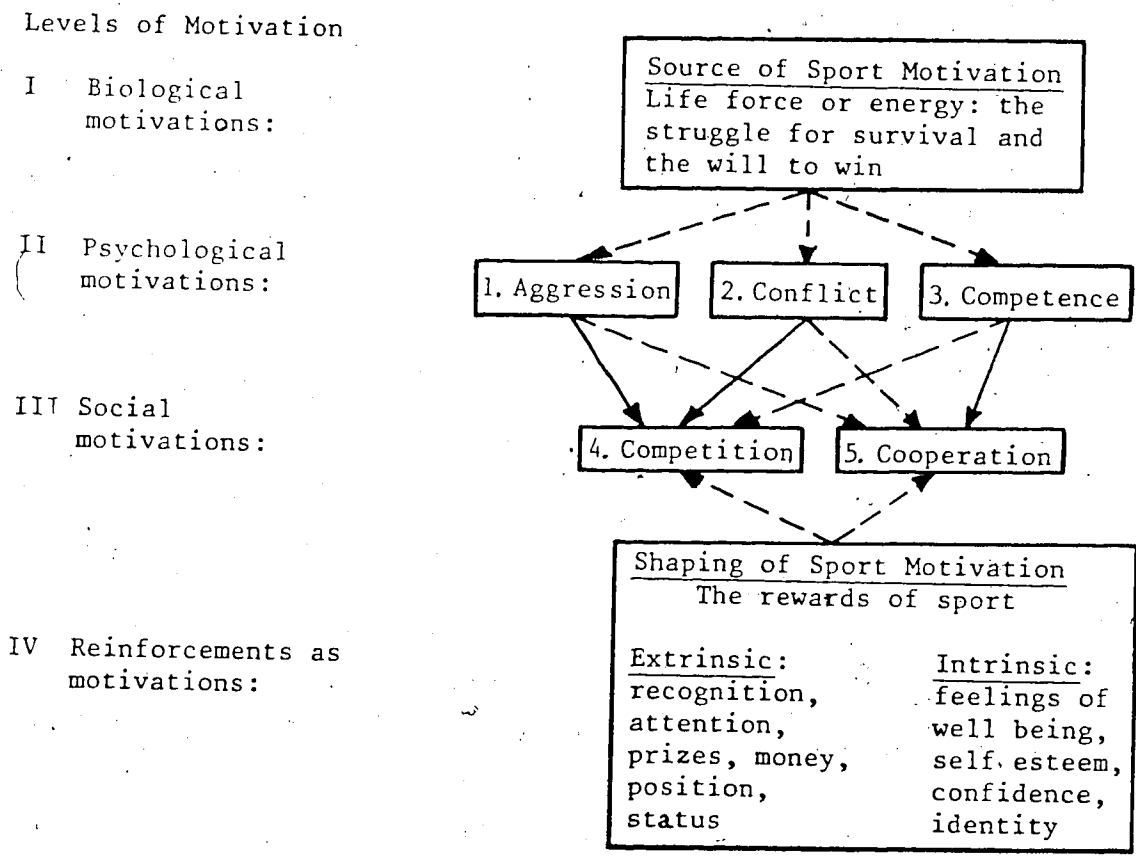 Levels of Motivation
I Biological
motivations:
Source of Sport Motivation
Life force or energy: the
struggle for survival and
the will to win
II Psychological
motivations:
1. Aggression
2. Conflict
3. Competence
III Social
motivations:
4. Competition
5. Cooperation
IV Reinforcements as
motivations:
Shaping of Sport Motivation
The rewards of sport
Extrinsic:
recognition,
attention,
prizes, money,
position,
status
Intrinsic:
feelings of
well being,
self esteem,
confidence,
identity